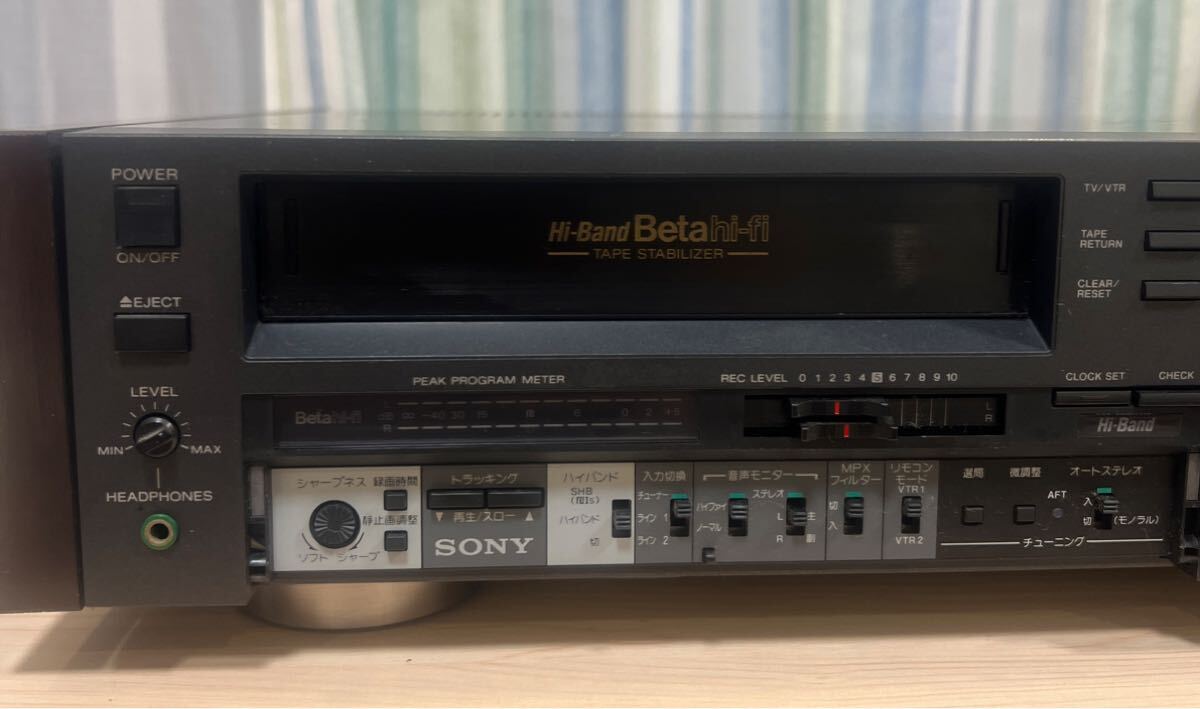 POWER
ON/OFF
▲EJECT
LEVEL
MIN MAX
HEADPHONES
Hi-Band Beta hi-fi
TAPE STABILIZER
TV/VTR
TAPE RETURN
CLEAR/RESET
PEAK PROGRAM METER
REC LEVEL 0 1 2 3 4 5 6 7 8 9 10
CLOCK SET
CHECK
Beta hi-fi
L
dB ∞ -40 30 15 6 0 2 +5
R
L
R
Hi-Band
シャープネス
録画時間
静止画調整
ソフト シャープ
トラッキング
▼ 再生/スロー ▲
SONY
ハイバンド
SHB
(βIs)
ハイバンド
切
入力切換
チューナー
ライン 1
ライン 2
音声モニター
ハイファイ
ノーマル
ステレオ
L 主
R 副
MPX
フィルター
切
入
リモコン
モード
VTR1
VTR2
選局
微調整
AFT
オートステレオ
入
切 (モノラル)
チューニング